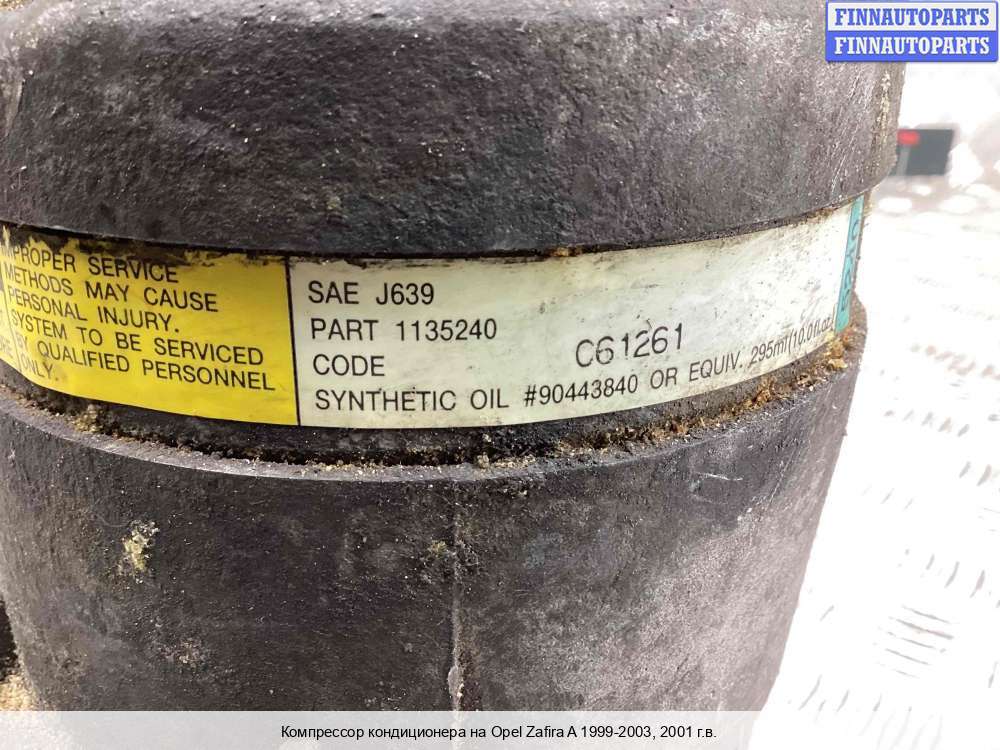 FINNAUTOPARTS
FINNAUTOPARTS
IMPROPER SERVICE
METHODS MAY CAUSE
PERSONAL INJURY.
SYSTEM TO BE SERVICED
BY QUALIFIED PERSONNEL
ONLY.
SAE J639
PART 1135240
CODE C61261
SYNTHETIC OIL #90443840 OR EQUIV. 295ml(10.0fl.oz)
Компрессор кондиционера на Opel Zafira A 1999-2003, 2001 г.в.